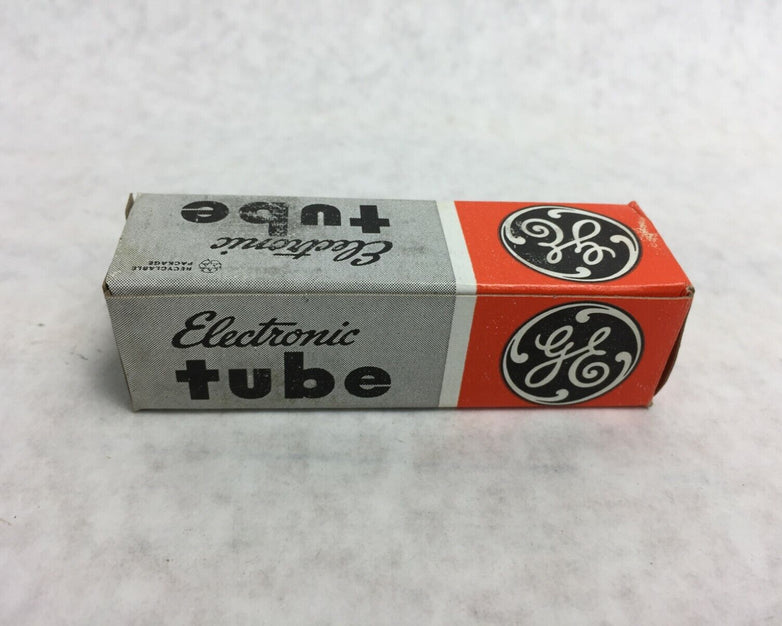 Electronic
tube
RECYCLABLE
PACKAGE
GE
Electronic
tube
GE